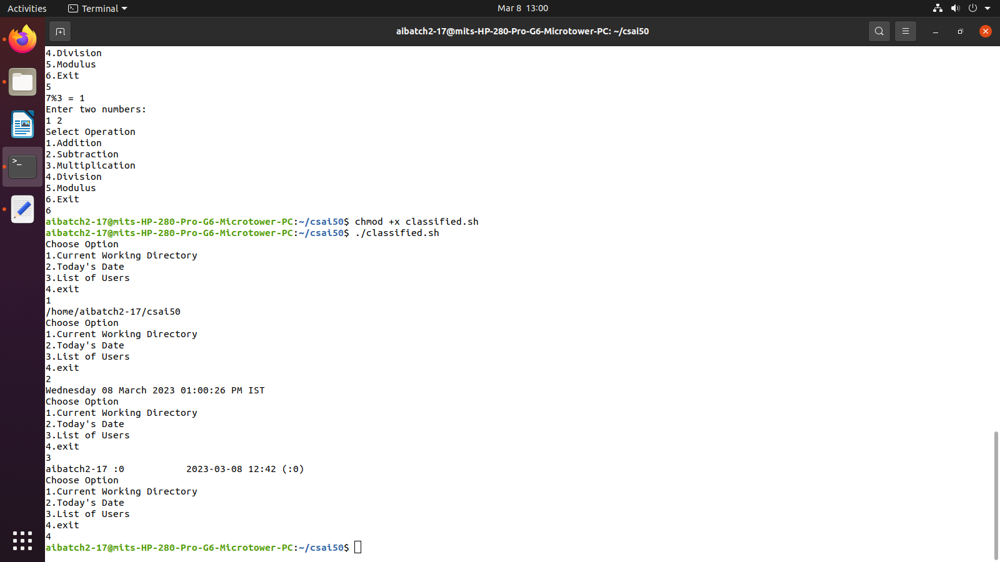 Activities
Terminal
Mar 8 13:00
aibatch2-17@mits-HP-280-Pro-G6-Microtower-PC: ~/csai50
4.Division
5.Modulus
6.Exit
5
7%3 = 1
Enter two numbers:
1 2
Select Operation
1.Addition
2.Subtraction
3.Multiplication
4.Division
5.Modulus
6.Exit
6
aibatch2-17@mits-HP-280-Pro-G6-Microtower-PC:~/csai50$ chmod +x classified.sh
aibatch2-17@mits-HP-280-Pro-G6-Microtower-PC:~/csai50$ ./classified.sh
Choose Option
1.Current Working Directory
2.Today's Date
3.List of Users
4.exit
1
/home/aibatch2-17/csai50
Choose Option
1.Current Working Directory
2.Today's Date
3.List of Users
4.exit
2
Wednesday 08 March 2023 01:00:26 PM IST
Choose Option
1.Current Working Directory
2.Today's Date
3.List of Users
4.exit
3
aibatch2-17 :0           2023-03-08 12:42 (:0)
Choose Option
1.Current Working Directory
2.Today's Date
3.List of Users
4.exit
4
aibatch2-17@mits-HP-280-Pro-G6-Microtower-PC:~/csai50$